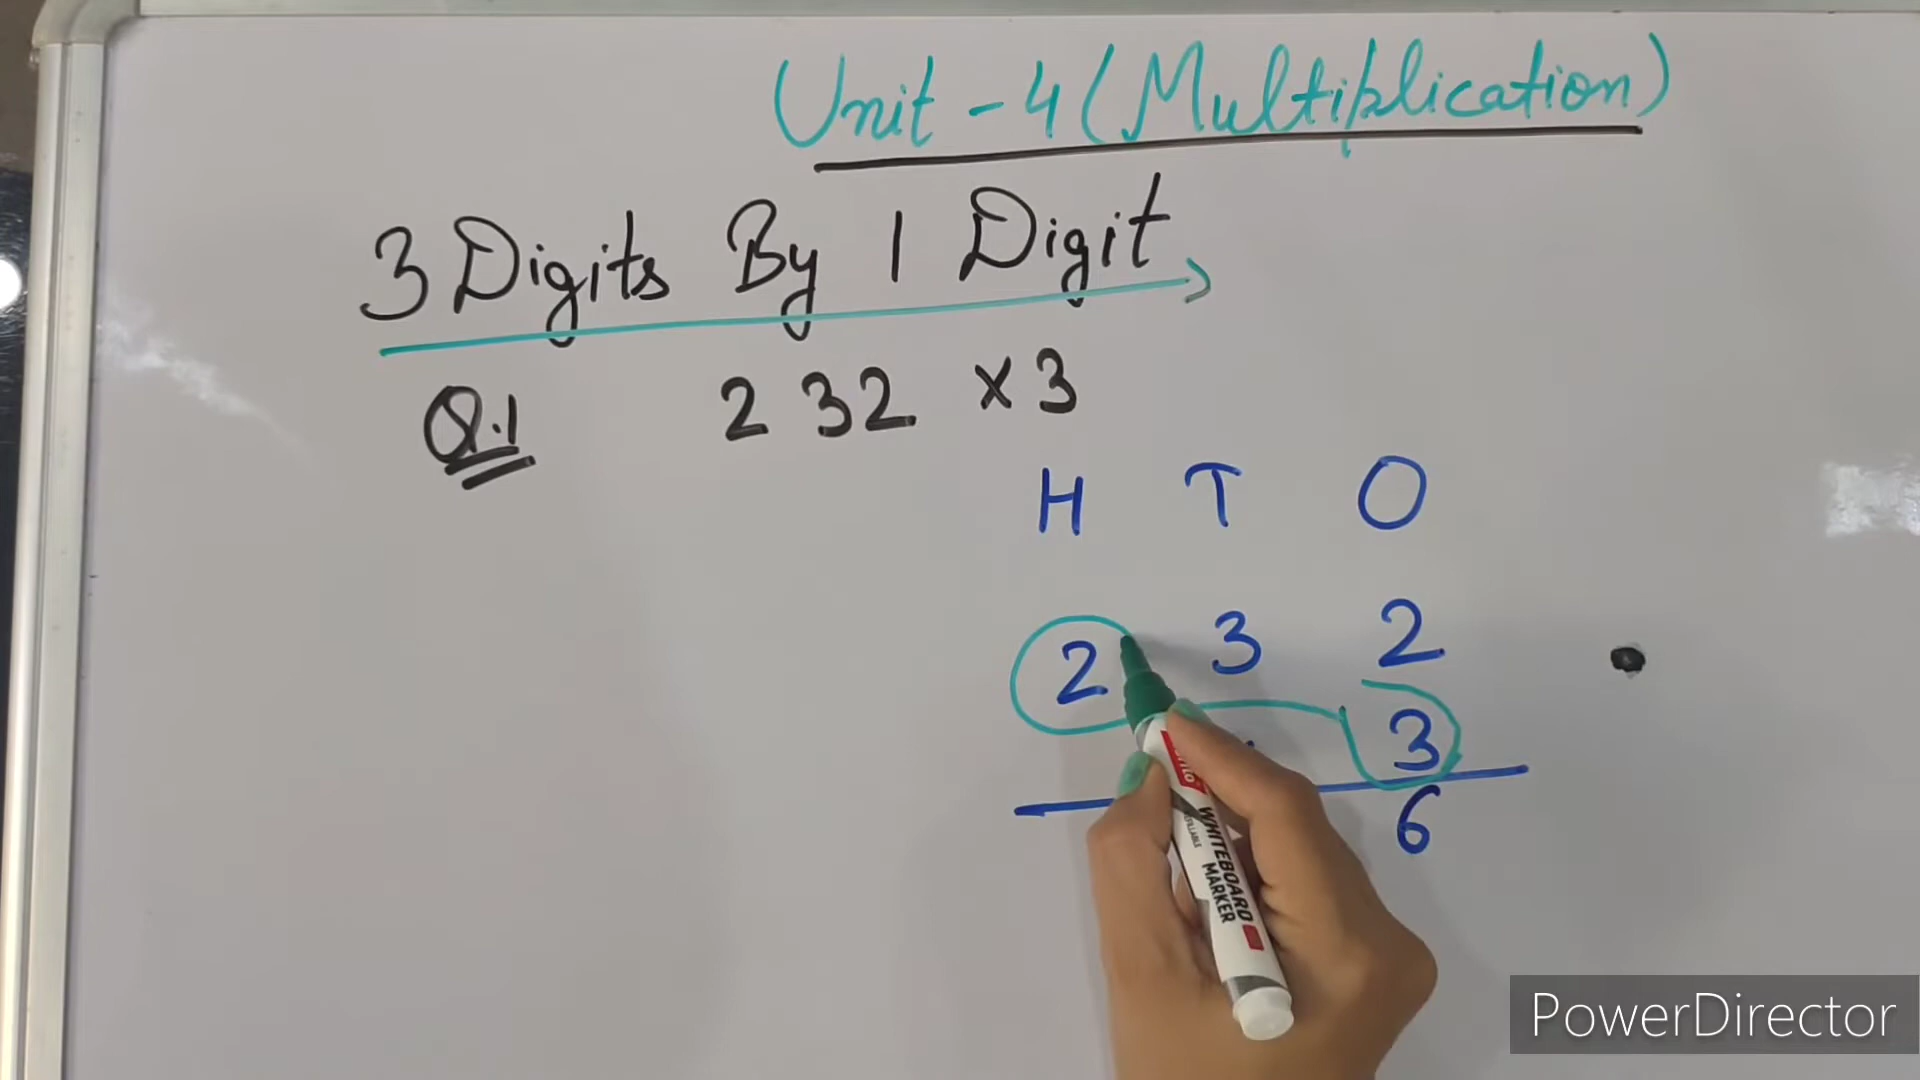 Unit - 4 (Multiplication)
3 Digits By 1 Digit
Q.1 232 × 3
H T O
2 3 2
3
6
WHITEBOARD
MARKER
PowerDirector